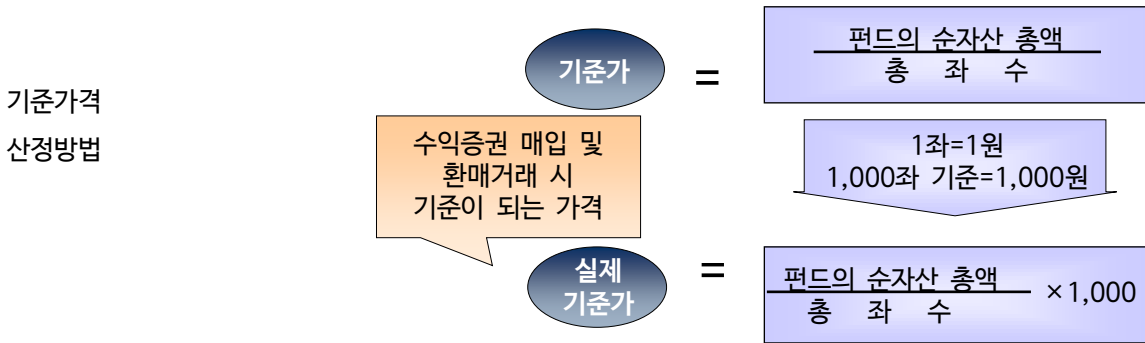 기준가격
산정방법
기준가
=
펀드의 순자산 총액
총 좌 수
수익증권 매입 및
환매거래 시
기준이 되는 가격
1좌=1원
1,000좌 기준=1,000원
실제
기준가
=
펀드의 순자산 총액
총 좌 수
×1,000